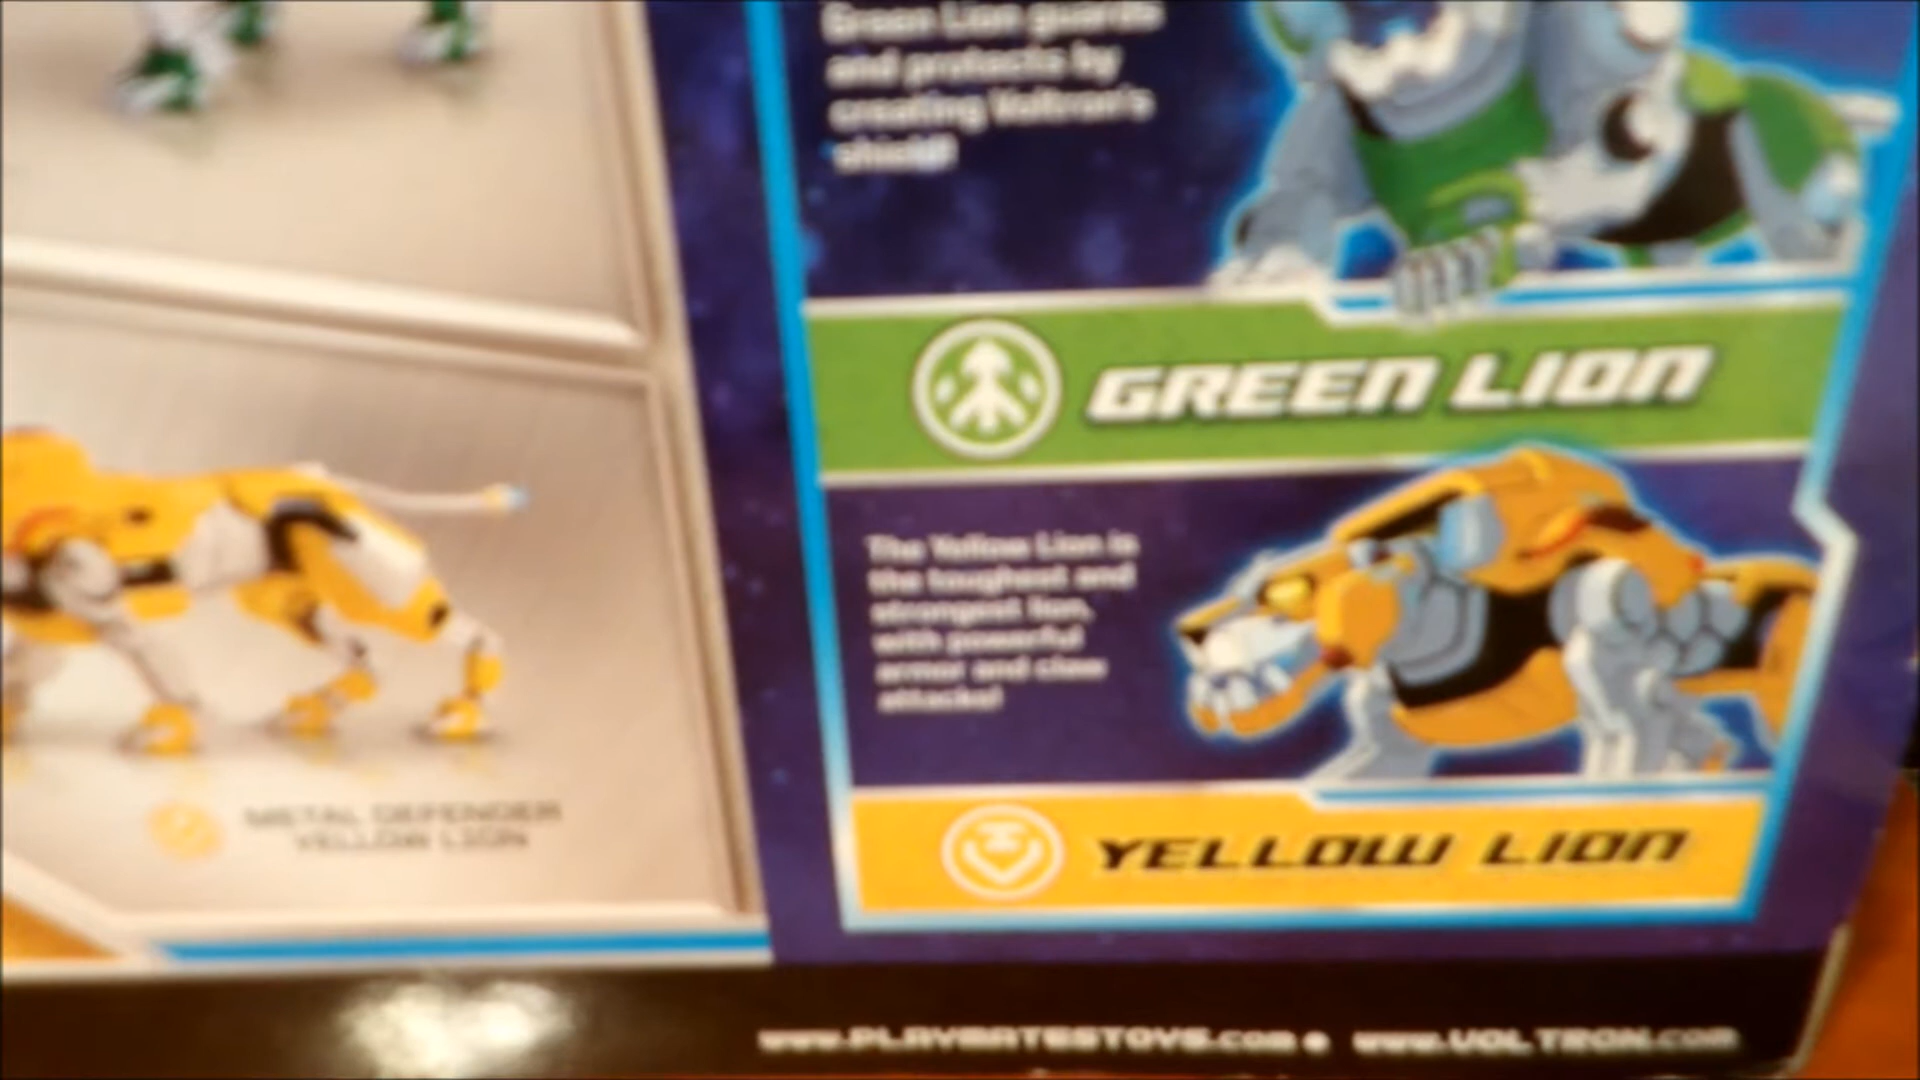 Green Lion guards
and protects by
creating Voltron's
shield!
GREEN LION
The Yellow Lion is
the toughest and
strongest lion,
with powerful
armor and claw
attacks!
YELLOW LION
METAL DEFENDER
YELLOW LION
www.PLAYMATESTOYS.com • www.VOLTRON.com